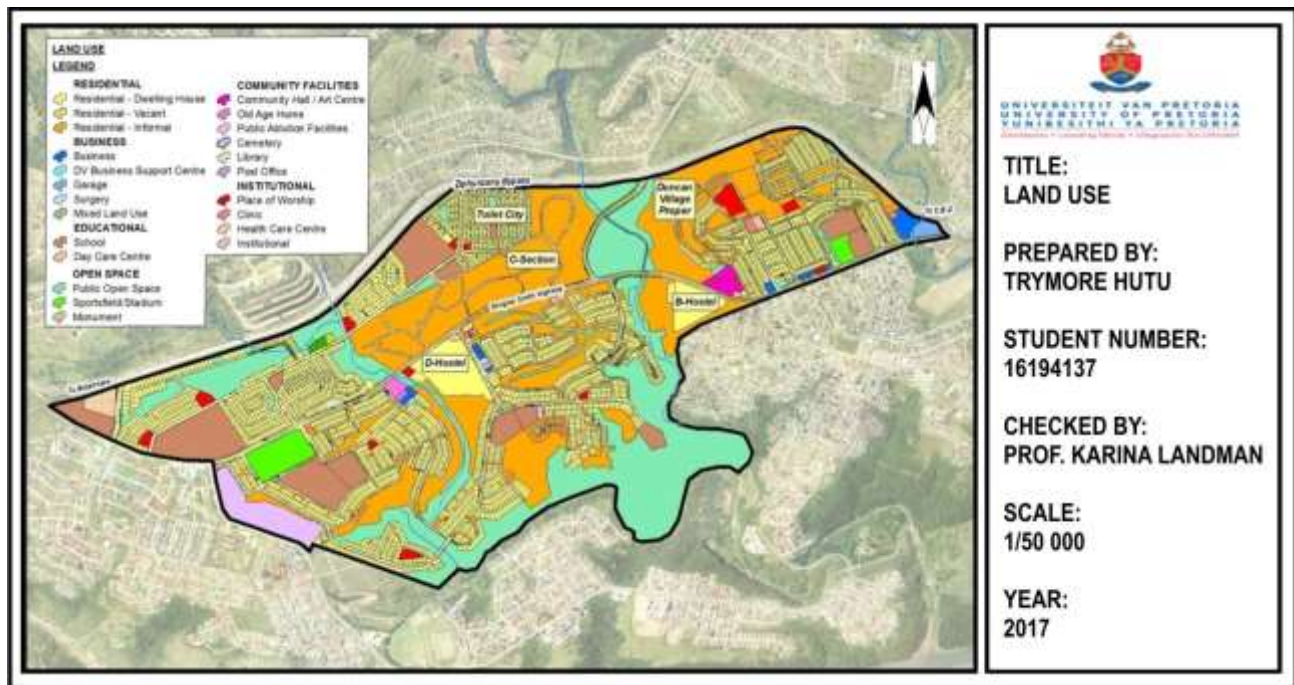 LAND USE
LEGEND
RESIDENTIAL
Residential - Dwelling House
Residential - Vacant
Residential - Informal
BUSINESS
Business
DV Business Support Centre
Garage
Surgery
Mixed Land Use
EDUCATIONAL
School
Day Care Centre
OPEN SPACE
Public Open Space
Sportsfield/Stadium
Monument
COMMUNITY FACILITIES
Community Hall / Art Centre
Old Age Home
Public Ablution Facilities
Cemetery
Library
Post Office
INSTITUTIONAL
Place of Worship
Clinic
Health Care Centre
Institutional
Toilet City
Duncan
Village
Proper
C-Section
B-Hostel
D-Hostel
UNIVERSITEIT VAN PRETORIA
UNIVERSITY OF PRETORIA
YUNIBESITHI YA PRETORIA
TITLE:
LAND USE
PREPARED BY:
TRYMORE HUTU
STUDENT NUMBER:
16194137
CHECKED BY:
PROF. KARINA LANDMAN
SCALE:
1/50 000
YEAR:
2017